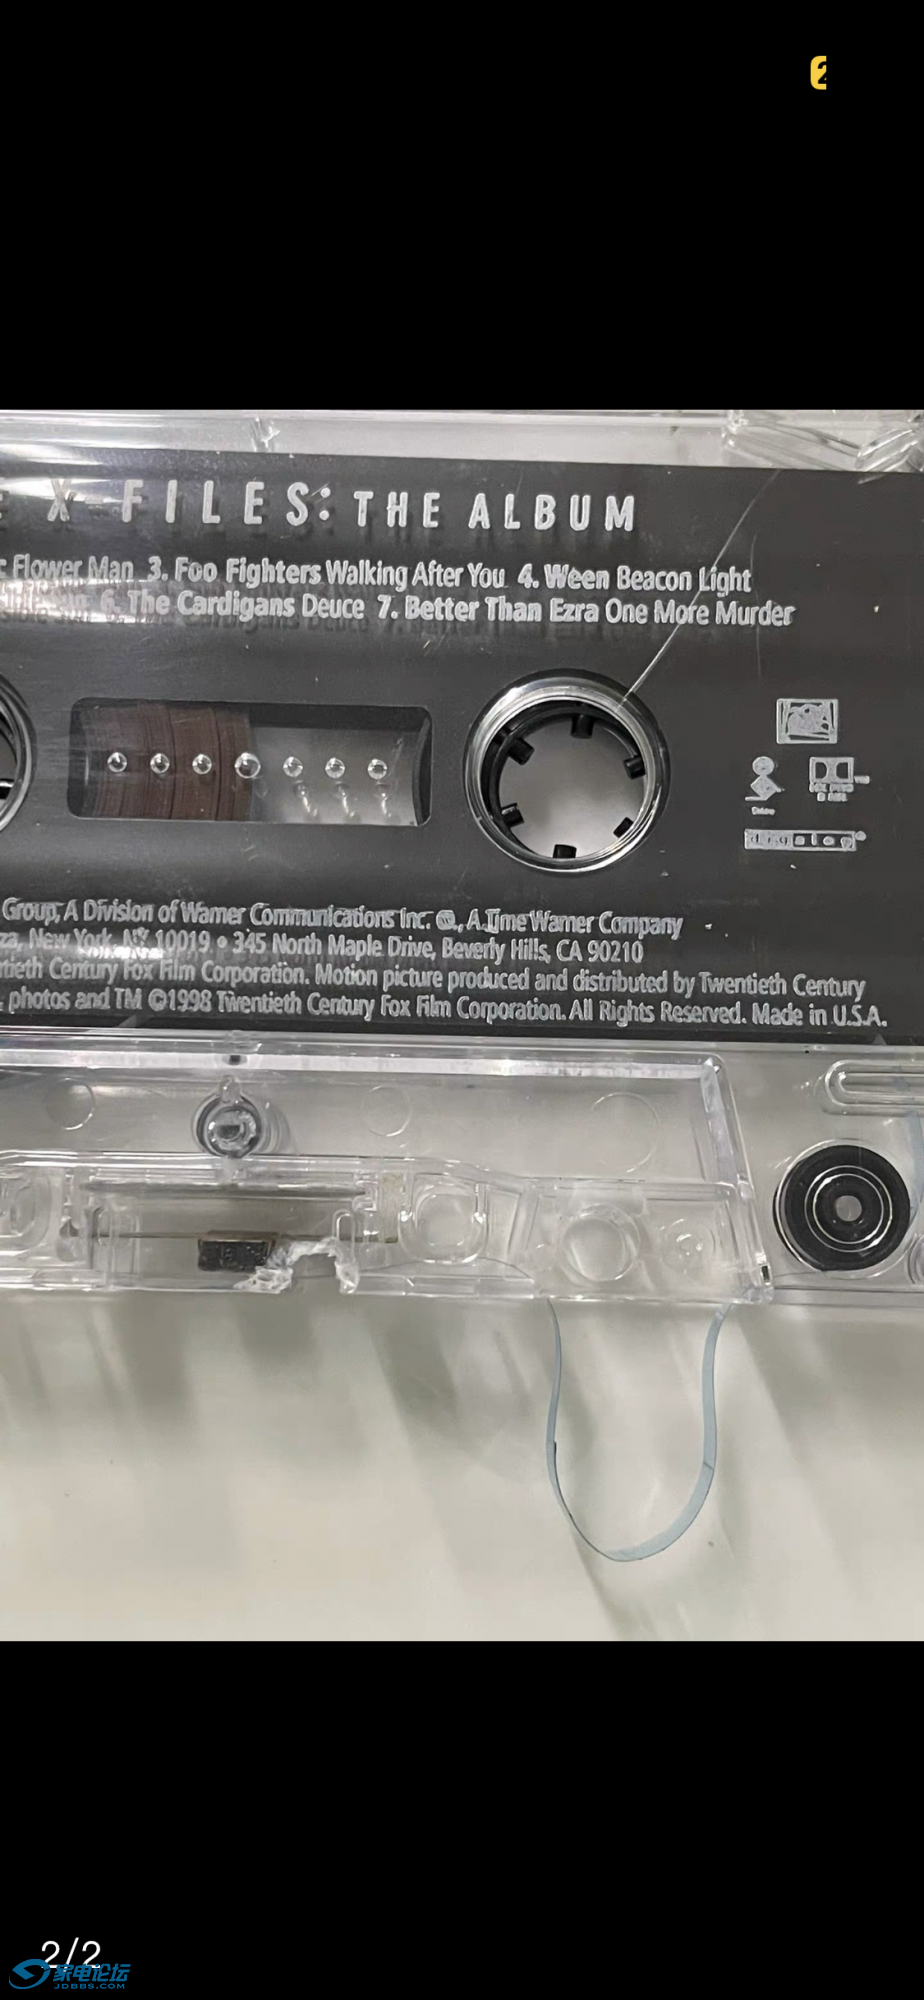 X-FILES: THE ALBUM
Flower Man 3. Foo Fighters Walking After You 4. Ween Beacon Light
6. The Cardigans Deuce 7. Better Than Ezra One More Murder
digalog
Group, A Division of Warner Communications Inc. A Time Warner Company
New York, NY 10019 • 345 North Maple Drive, Beverly Hills, CA 90210
Century Fox Film Corporation. Motion picture produced and distributed by Twentieth Century
photos and TM ©1998 Twentieth Century Fox Film Corporation. All Rights Reserved. Made in U.S.A.
2/2
家电论坛
JDBBS.COM